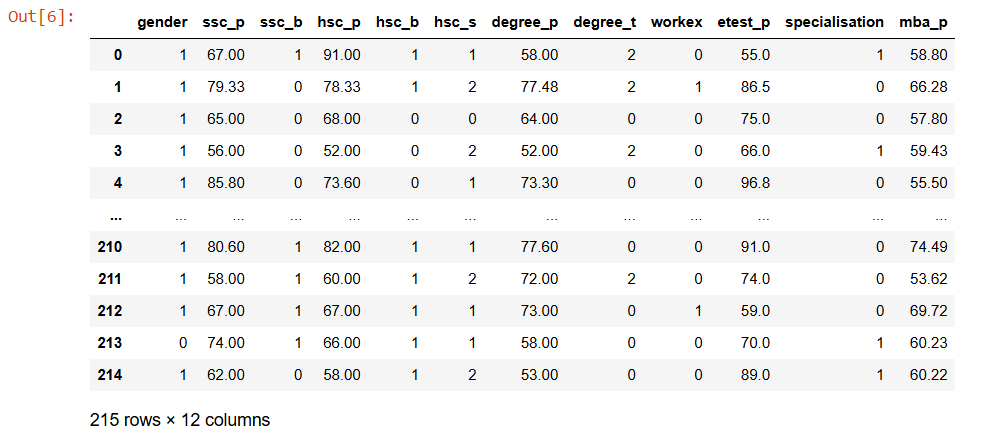 Out[6]:
gender ssc_p ssc_b hsc_p hsc_b hsc_s degree_p degree_t workex etest_p specialisation mba_p
0 1 67.00 1 91.00 1 1 58.00 2 0 55.0 1 58.80
1 1 79.33 0 78.33 1 2 77.48 2 1 86.5 0 66.28
2 1 65.00 0 68.00 0 0 64.00 0 0 75.0 0 57.80
3 1 56.00 0 52.00 0 2 52.00 2 0 66.0 1 59.43
4 1 85.80 0 73.60 0 1 73.30 0 0 96.8 0 55.50
... ... ... ... ... ... ... ... ... ... ... ... ...
210 1 80.60 1 82.00 1 1 77.60 0 0 91.0 0 74.49
211 1 58.00 1 60.00 1 2 72.00 2 0 74.0 0 53.62
212 1 67.00 1 67.00 1 1 73.00 0 1 59.0 0 69.72
213 0 74.00 1 66.00 1 1 58.00 0 0 70.0 1 60.23
214 1 62.00 0 58.00 1 2 53.00 0 0 89.0 1 60.22
215 rows × 12 columns